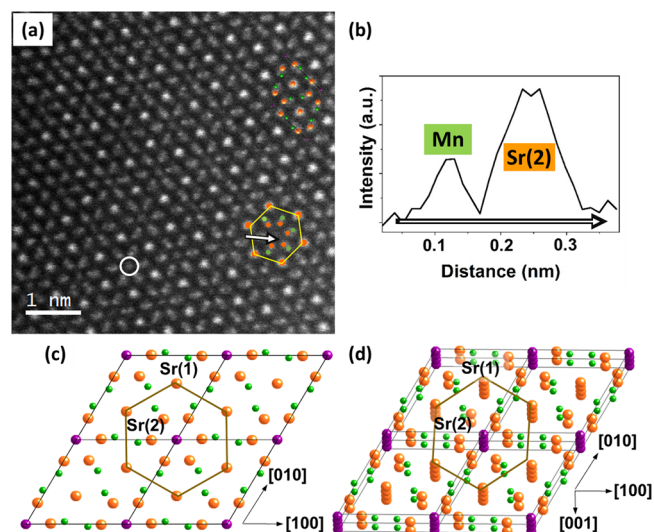 (a)
1 nm
(b)
Intensity (a.u.)
Mn
Sr(2)
0.1 0.2 0.3
Distance (nm)
(c)
Sr(1)
Sr(2)
[010]
[100]
(d)
Sr(1)
Sr(2)
[010]
[100]
[001]